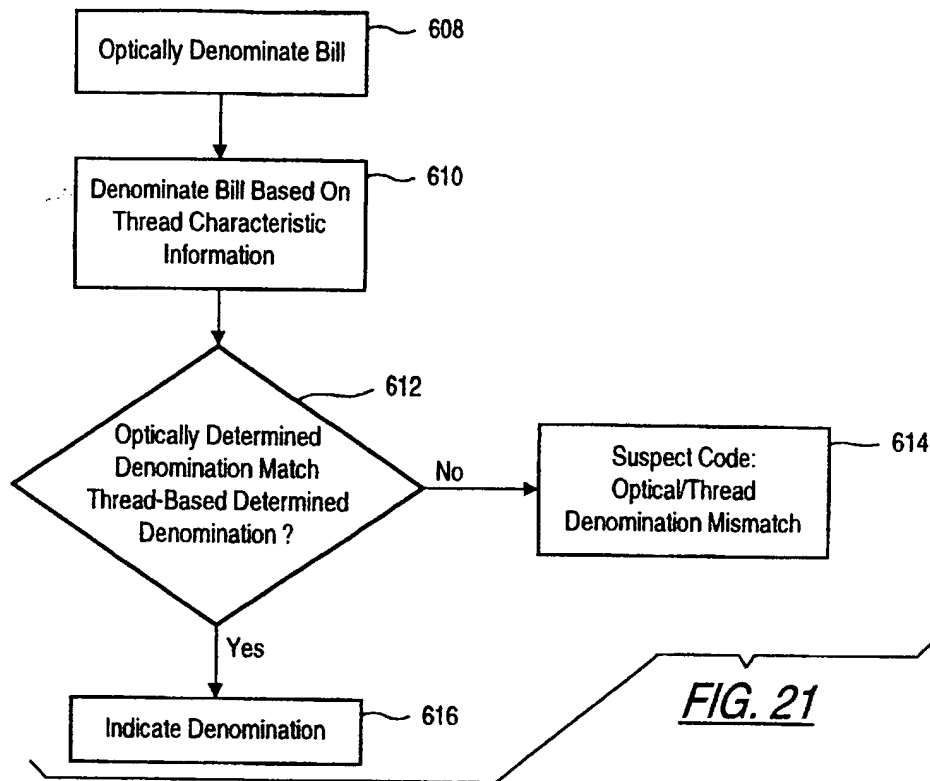 Optically Denominate Bill
608
Denominate Bill Based On
Thread Characteristic
Information
610
612
Optically Determined
Denomination Match
Thread-Based Determined
Denomination ?
No
Suspect Code:
Optical/Thread
Denomination Mismatch
614
Yes
Indicate Denomination
616
FIG. 21